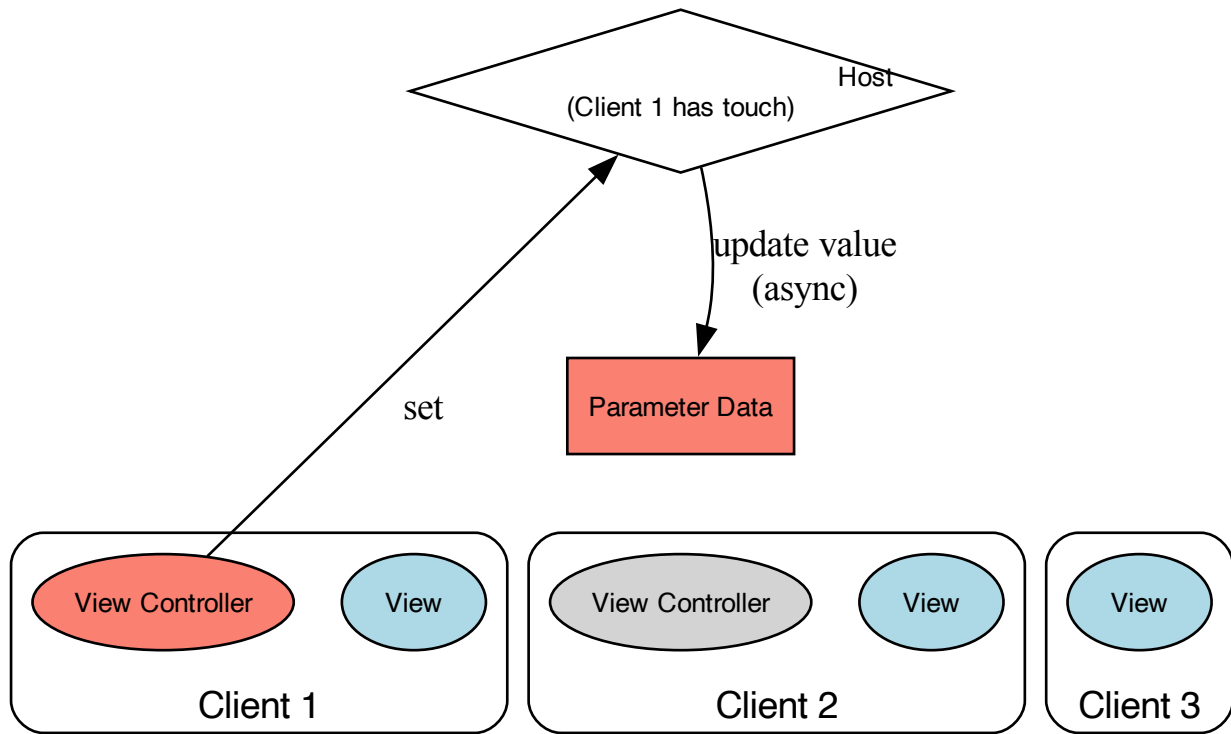 Host
(Client 1 has touch)
update value
(async)
Parameter Data
set
View Controller
View
View Controller
View
View
Client 1
Client 2
Client 3